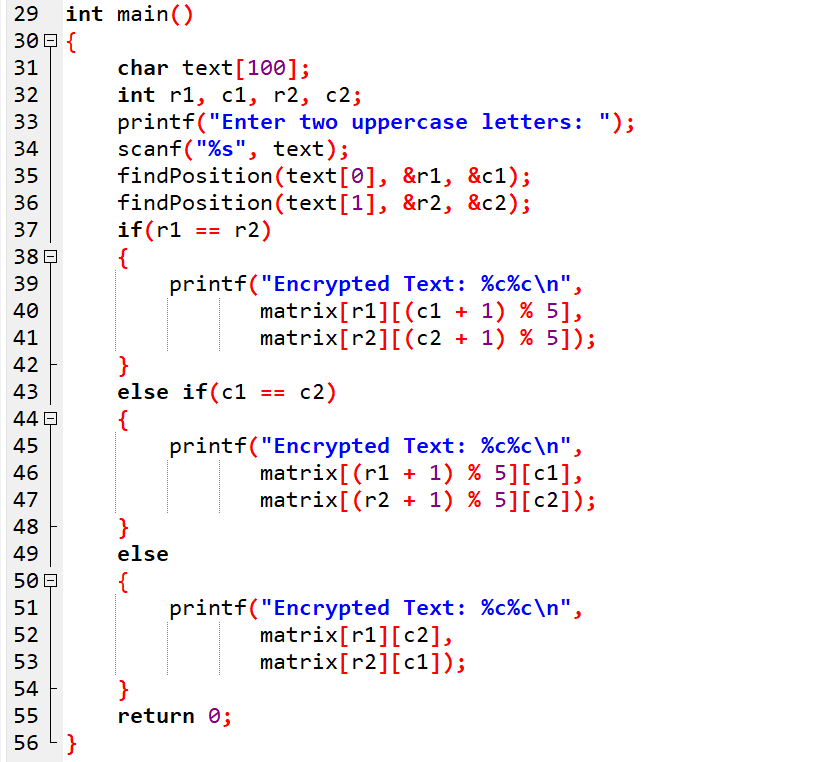 29 int main()
30 {
31     char text[100];
32     int r1, c1, r2, c2;
33     printf("Enter two uppercase letters: ");
34     scanf("%s", text);
35     findPosition(text[0], &r1, &c1);
36     findPosition(text[1], &r2, &c2);
37     if(r1 == r2)
38     {
39         printf("Encrypted Text: %c%c\n",
40                matrix[r1][(c1 + 1) % 5],
41                matrix[r2][(c2 + 1) % 5]);
42     }
43     else if(c1 == c2)
44     {
45         printf("Encrypted Text: %c%c\n",
46                matrix[(r1 + 1) % 5][c1],
47                matrix[(r2 + 1) % 5][c2]);
48     }
49     else
50     {
51         printf("Encrypted Text: %c%c\n",
52                matrix[r1][c2],
53                matrix[r2][c1]);
54     }
55     return 0;
56 }